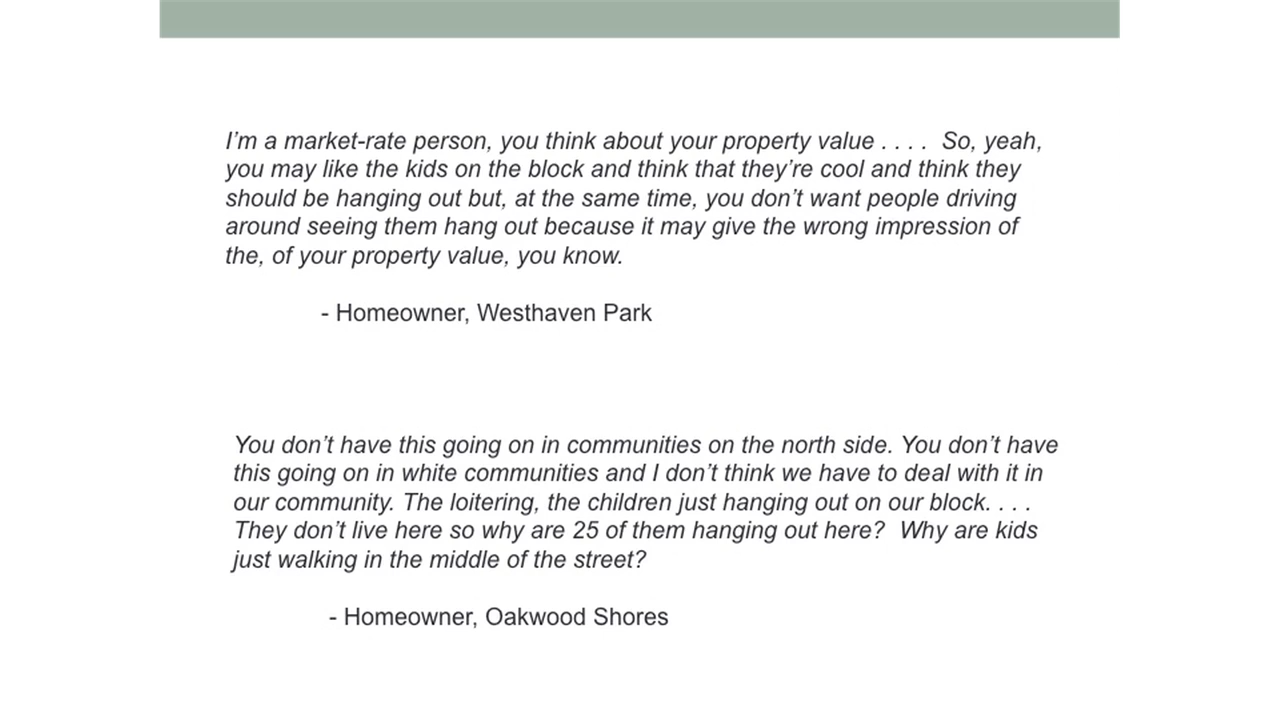 I’m a market-rate person, you think about your property value . . . .  So, yeah,
you may like the kids on the block and think that they’re cool and think they
should be hanging out but, at the same time, you don’t want people driving
around seeing them hang out because it may give the wrong impression of
the, of your property value, you know.
- Homeowner, Westhaven Park
You don’t have this going on in communities on the north side. You don’t have
this going on in white communities and I don’t think we have to deal with it in
our community. The loitering, the children just hanging out on our block. . . .
They don’t live here so why are 25 of them hanging out here?  Why are kids
just walking in the middle of the street?
- Homeowner, Oakwood Shores